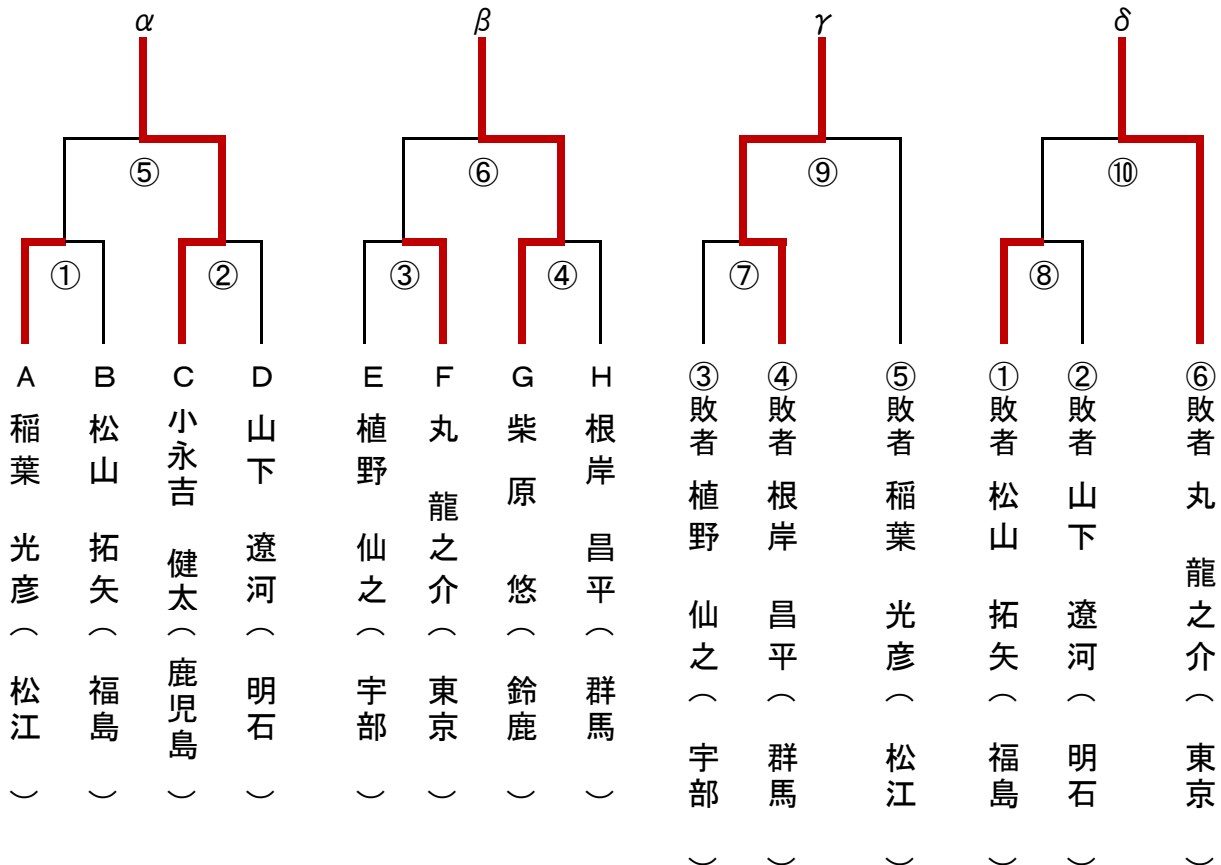 α
β
γ
δ
⑤
⑥
⑨
⑩
①
②
③
④
⑦
⑧
A
稲葉 光彦（松江）
B
松山 拓矢（福島）
C
小永吉 健太（鹿児島）
D
山下 遼河（明石）
E
植野 仙之（宇部）
F
丸 龍之介（東京）
G
柴原 悠（鈴鹿）
H
根岸 昌平（群馬）
③敗者
植野 仙之（宇部）
④敗者
根岸 昌平（群馬）
⑤敗者
稲葉 光彦（松江）
①敗者
松山 拓矢（福島）
②敗者
山下 遼河（明石）
⑥敗者
丸 龍之介（東京）